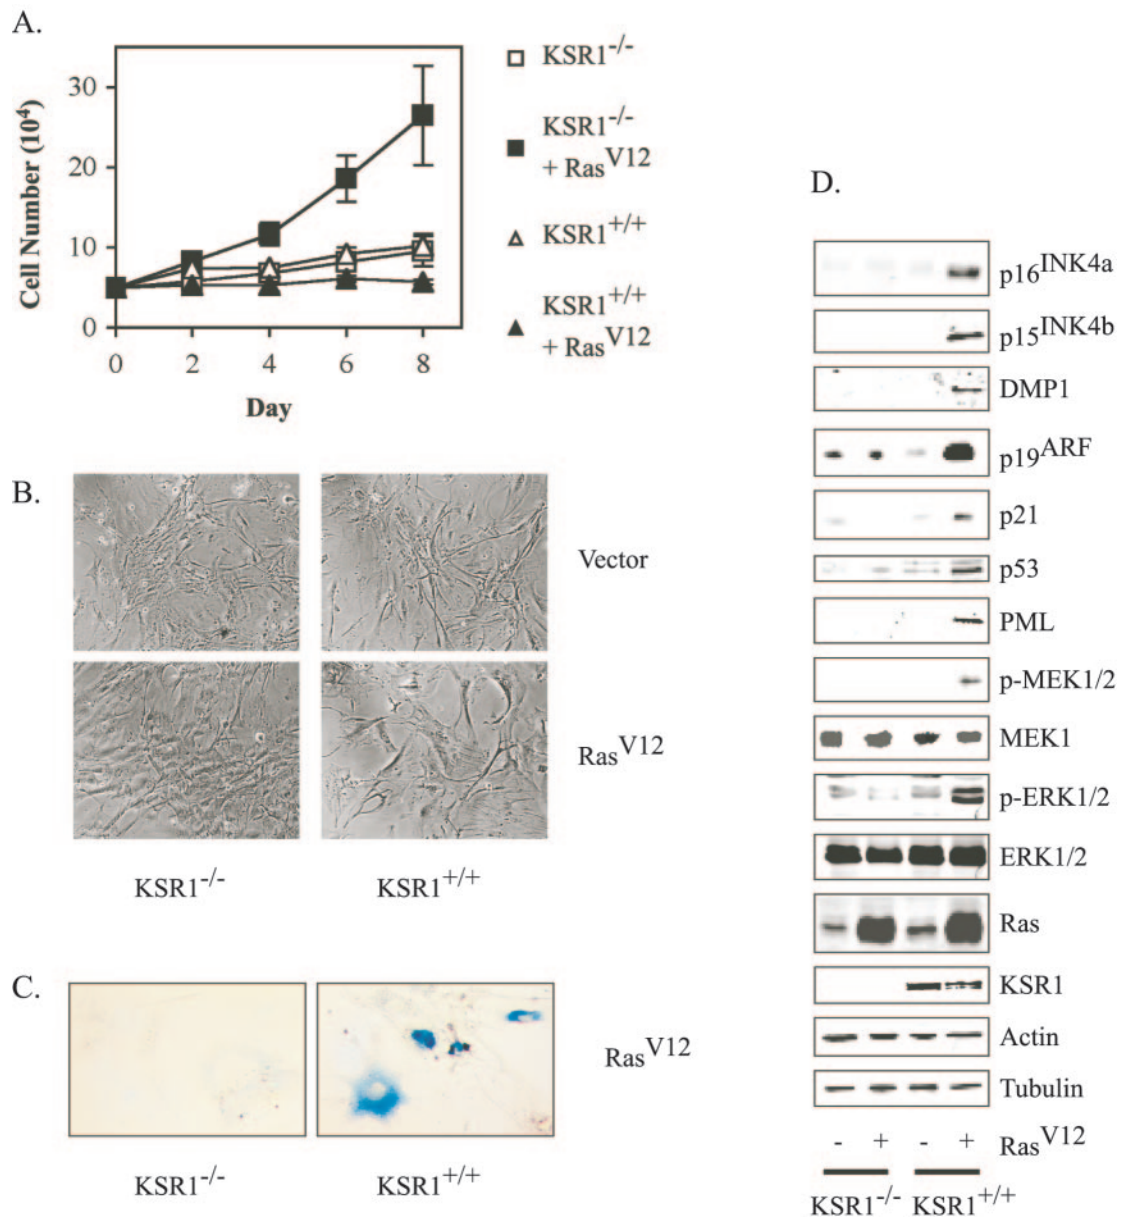 A.
Cell Number (10⁴)
30
20
10
0
0 2 4 6 8
Day
KSR1⁻/⁻
KSR1⁻/⁻
+ Ras^V12
KSR1⁺/⁺
KSR1⁺/⁺
+ Ras^V12
B.
Vector
Ras^V12
KSR1⁻/⁻ KSR1⁺/⁺
C.
Ras^V12
KSR1⁻/⁻ KSR1⁺/⁺
D.
p16^INK4a
p15^INK4b
DMP1
p19^ARF
p21
p53
PML
p-MEK1/2
MEK1
p-ERK1/2
ERK1/2
Ras
KSR1
Actin
Tubulin
- + - + Ras^V12
KSR1⁻/⁻ KSR1⁺/⁺